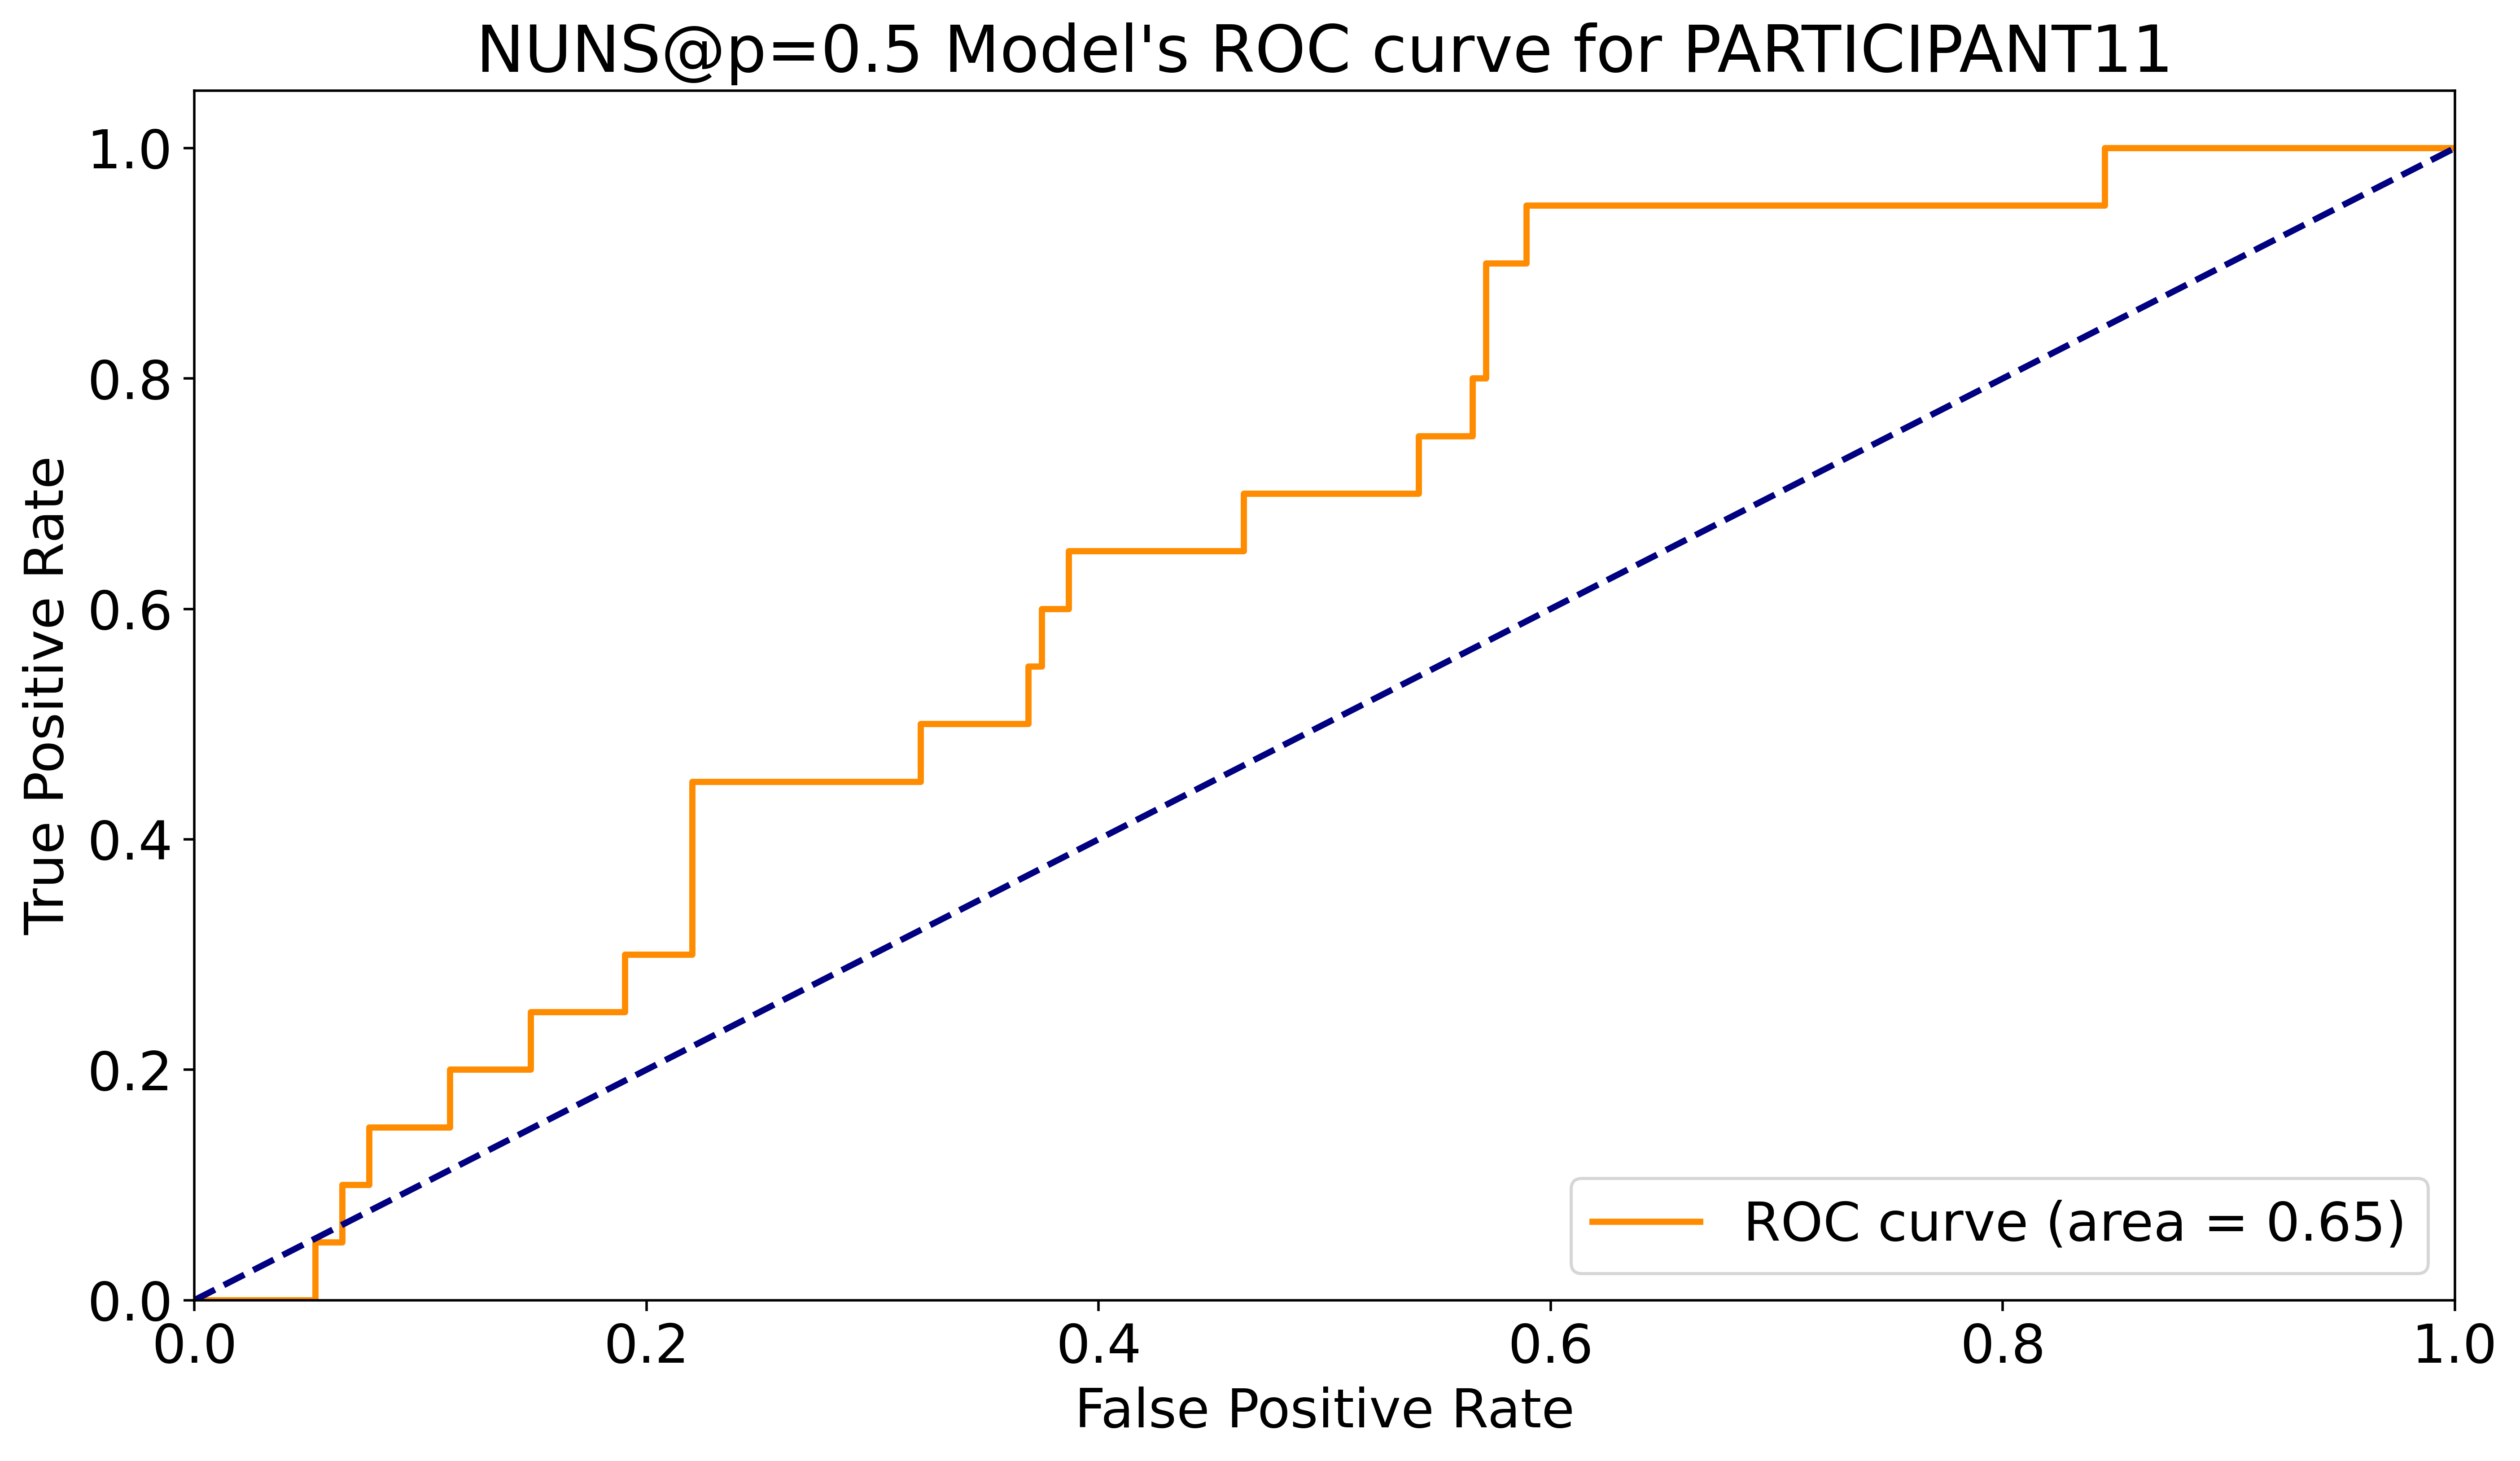 NUNS@p=0.5 Model's ROC curve for PARTICIPANT11
True Positive Rate
1.0
0.8
0.6
0.4
0.2
0.0
ROC curve (area = 0.65)
0.0 0.2 0.4 0.6 0.8 1.0
False Positive Rate